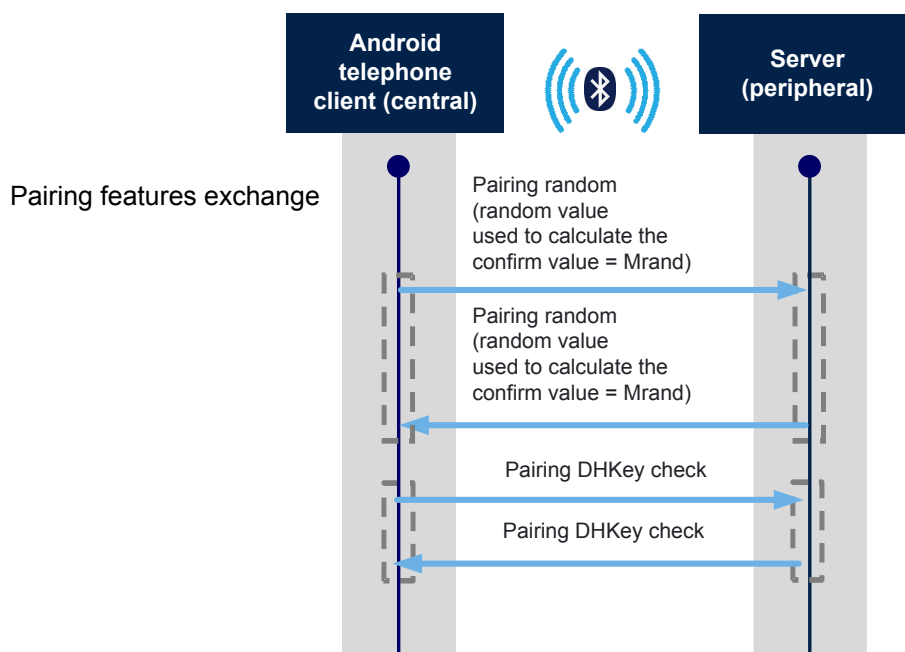 Android
telephone
client (central)
Server
(peripheral)
Pairing features exchange
Pairing random
(random value
used to calculate the
confirm value = Mrand)
Pairing random
(random value
used to calculate the
confirm value = Mrand)
Pairing DHKey check
Pairing DHKey check